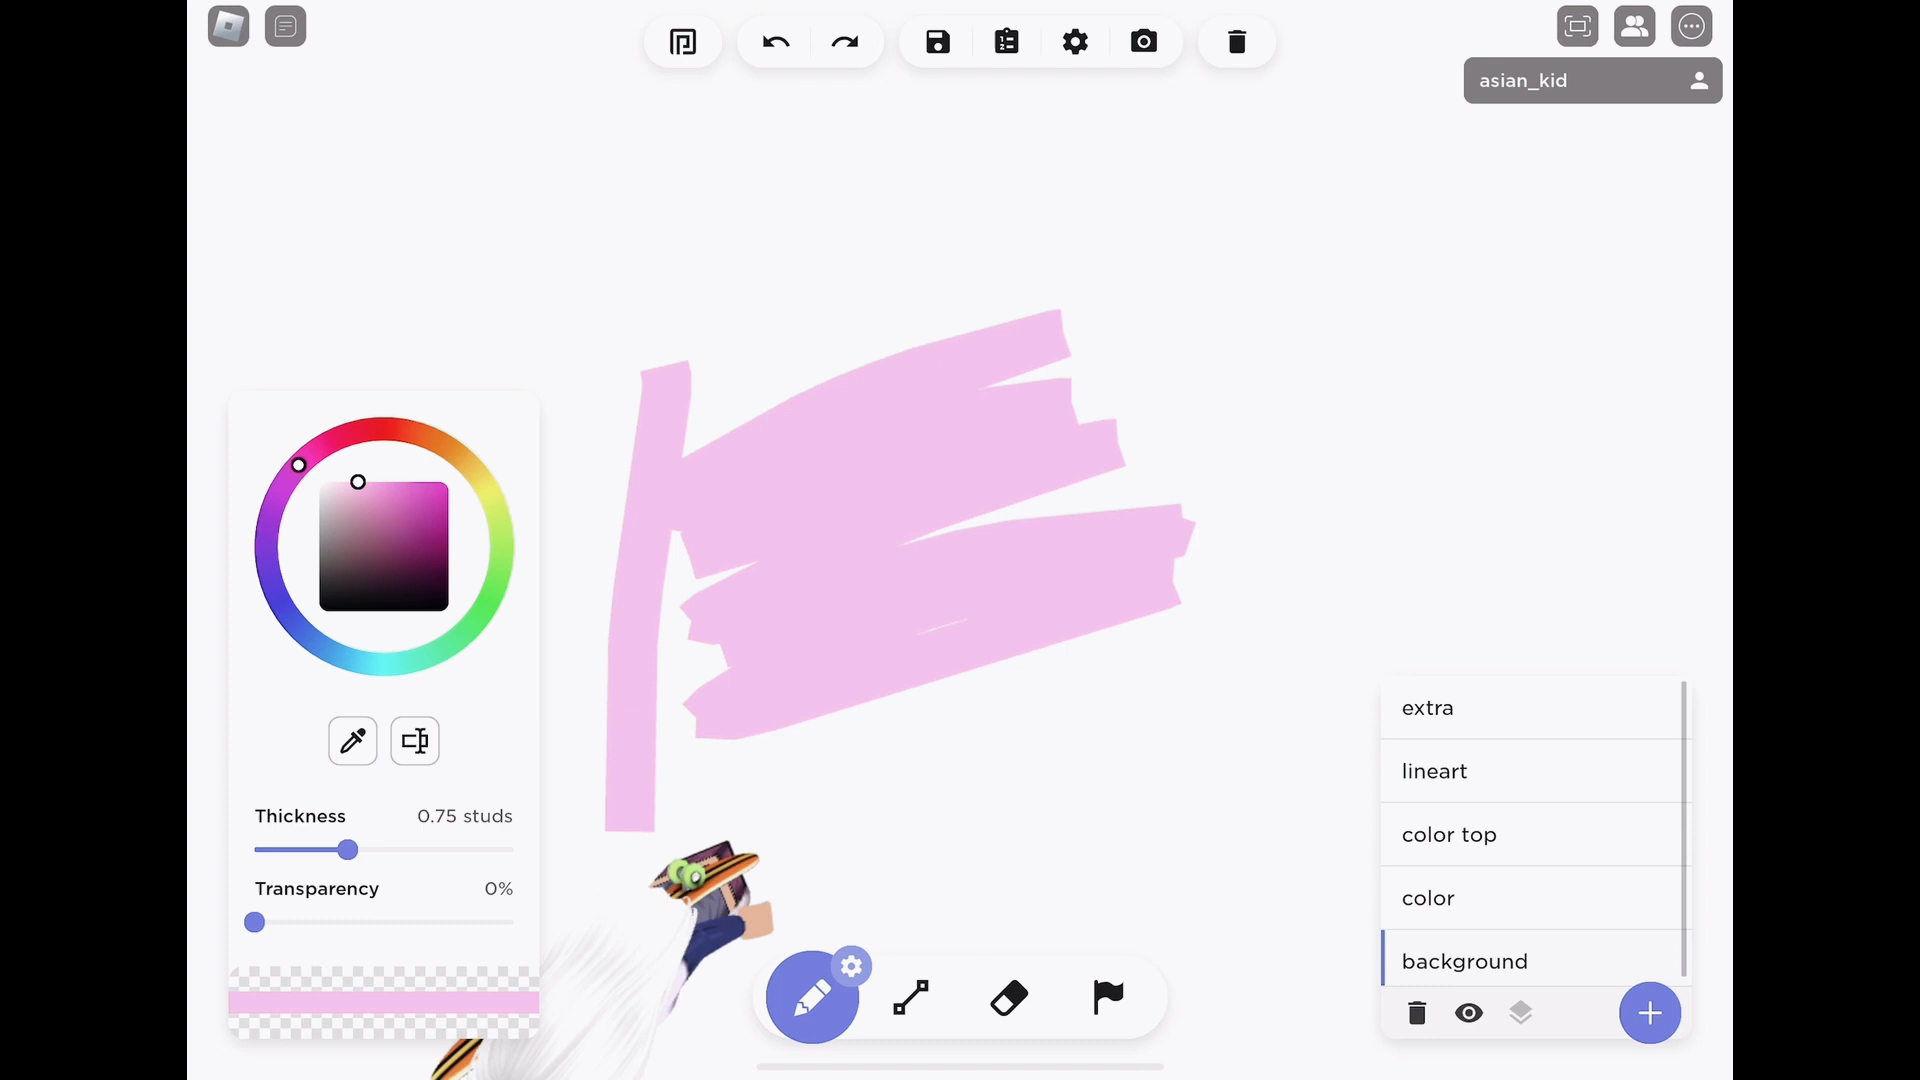 asian_kid
Thickness 0.75 studs
Transparency 0%
extra
lineart
color top
color
background